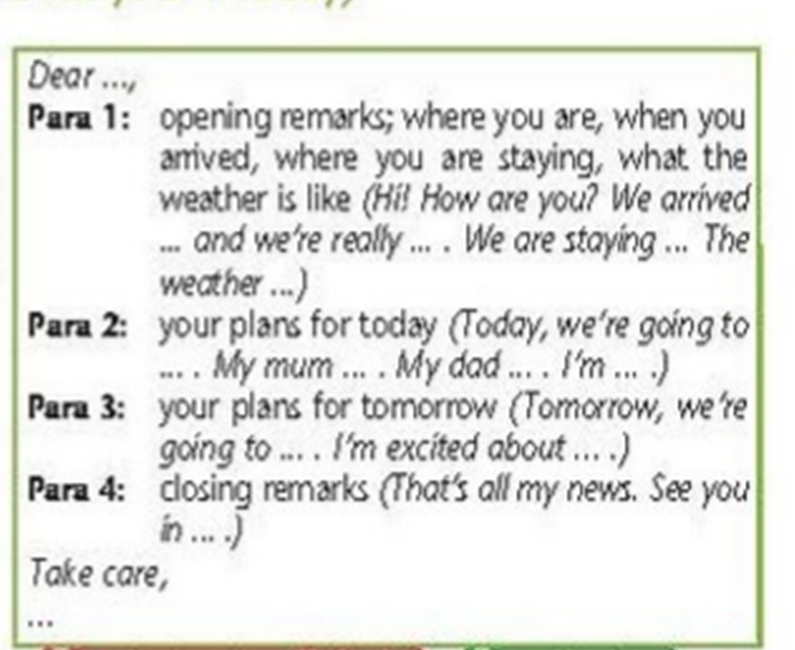 Dear ...,
Para 1: opening remarks; where you are, when you
arrived, where you are staying, what the
weather is like (Hi! How are you? We arrived
... and we're really ... . We are staying ... The
weather ...)
Para 2: your plans for today (Today, we're going to
... . My mum ... . My dad ... . I'm ... .)
Para 3: your plans for tomorrow (Tomorrow, we're
going to ... . I'm excited about ... .)
Para 4: closing remarks (That's all my news. See you
in ... .)
Take care,
...